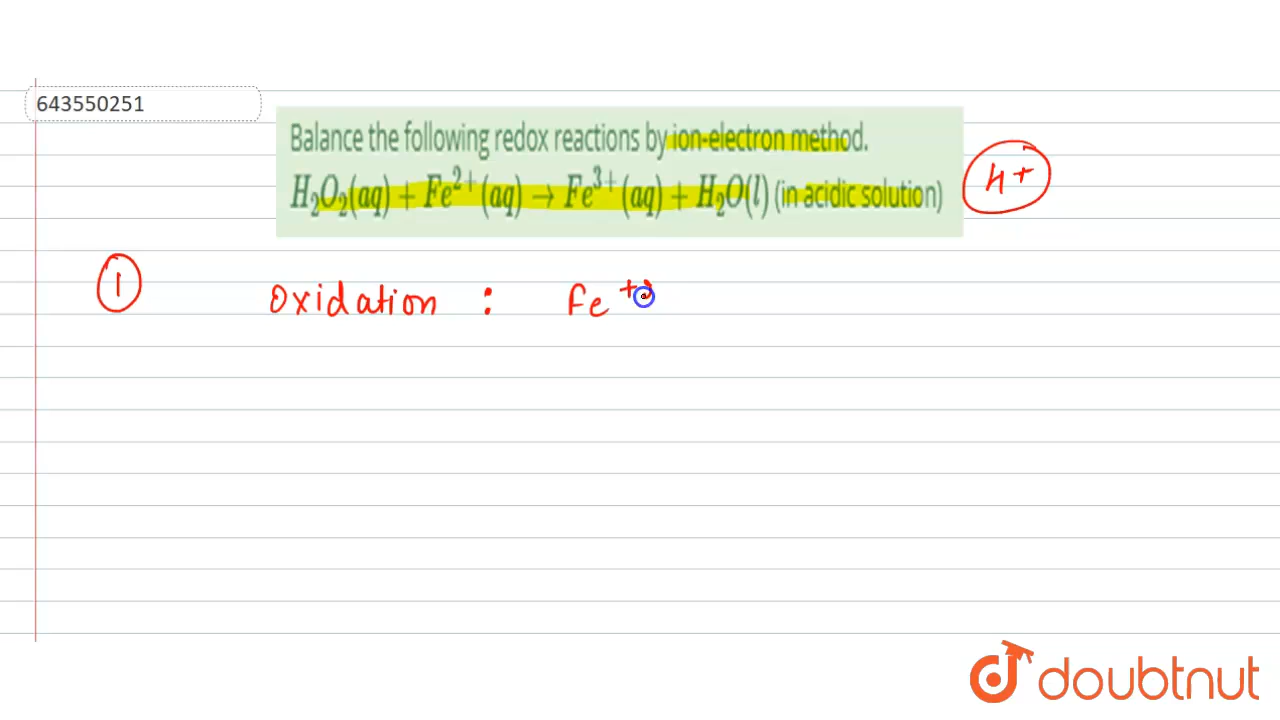 643550251
Balance the following redox reactions by ion-electron method.
H₂O₂(aq) + Fe²⁺(aq) → Fe³⁺(aq) + H₂O(l) (in acidic solution)
H+
1
Oxidation : Fe⁺
doubtnut